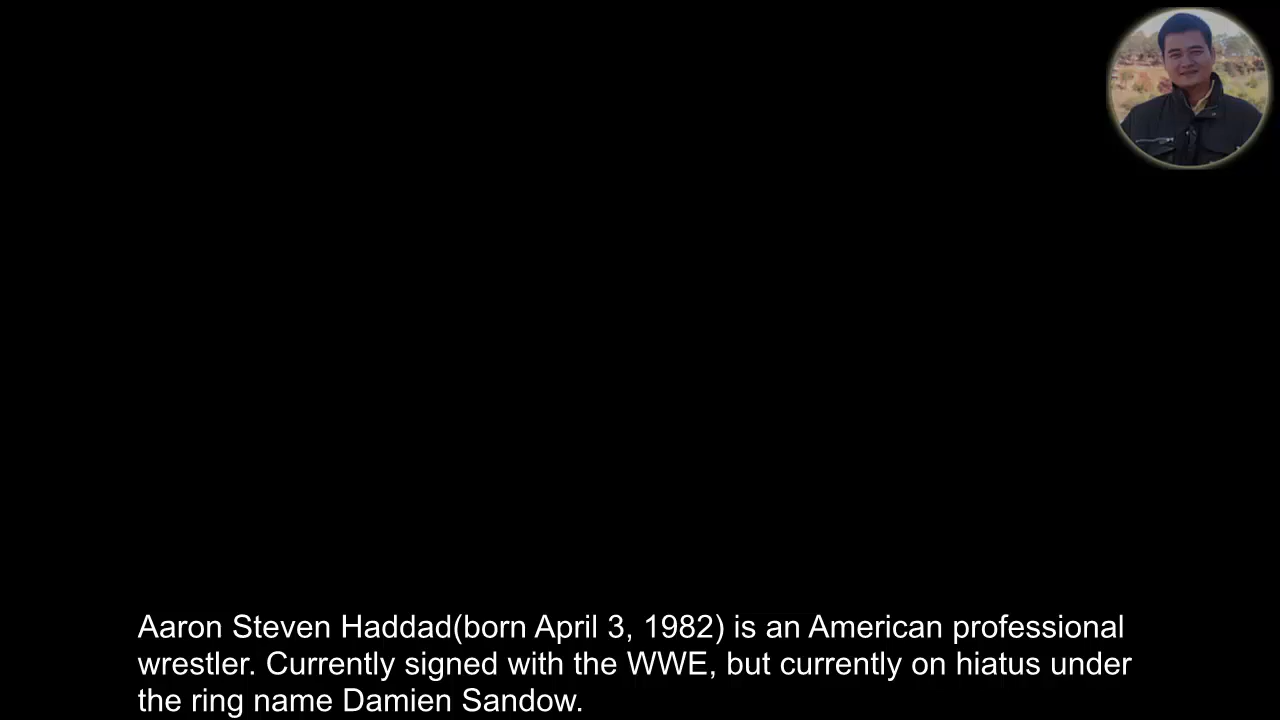 Aaron Steven Haddad(born April 3, 1982) is an American professional
wrestler. Currently signed with the WWE, but currently on hiatus under
the ring name Damien Sandow.